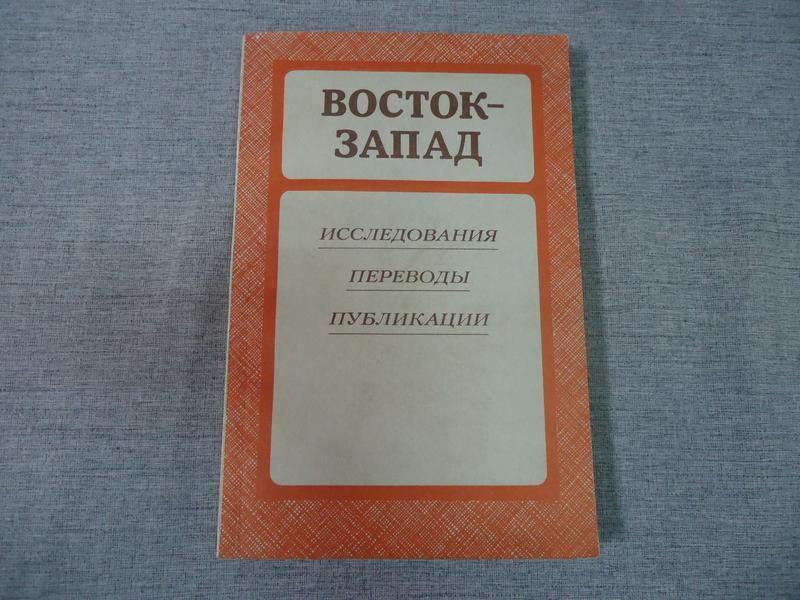 ВОСТОК–
ЗАПАД
ИССЛЕДОВАНИЯ
ПЕРЕВОДЫ
ПУБЛИКАЦИИ